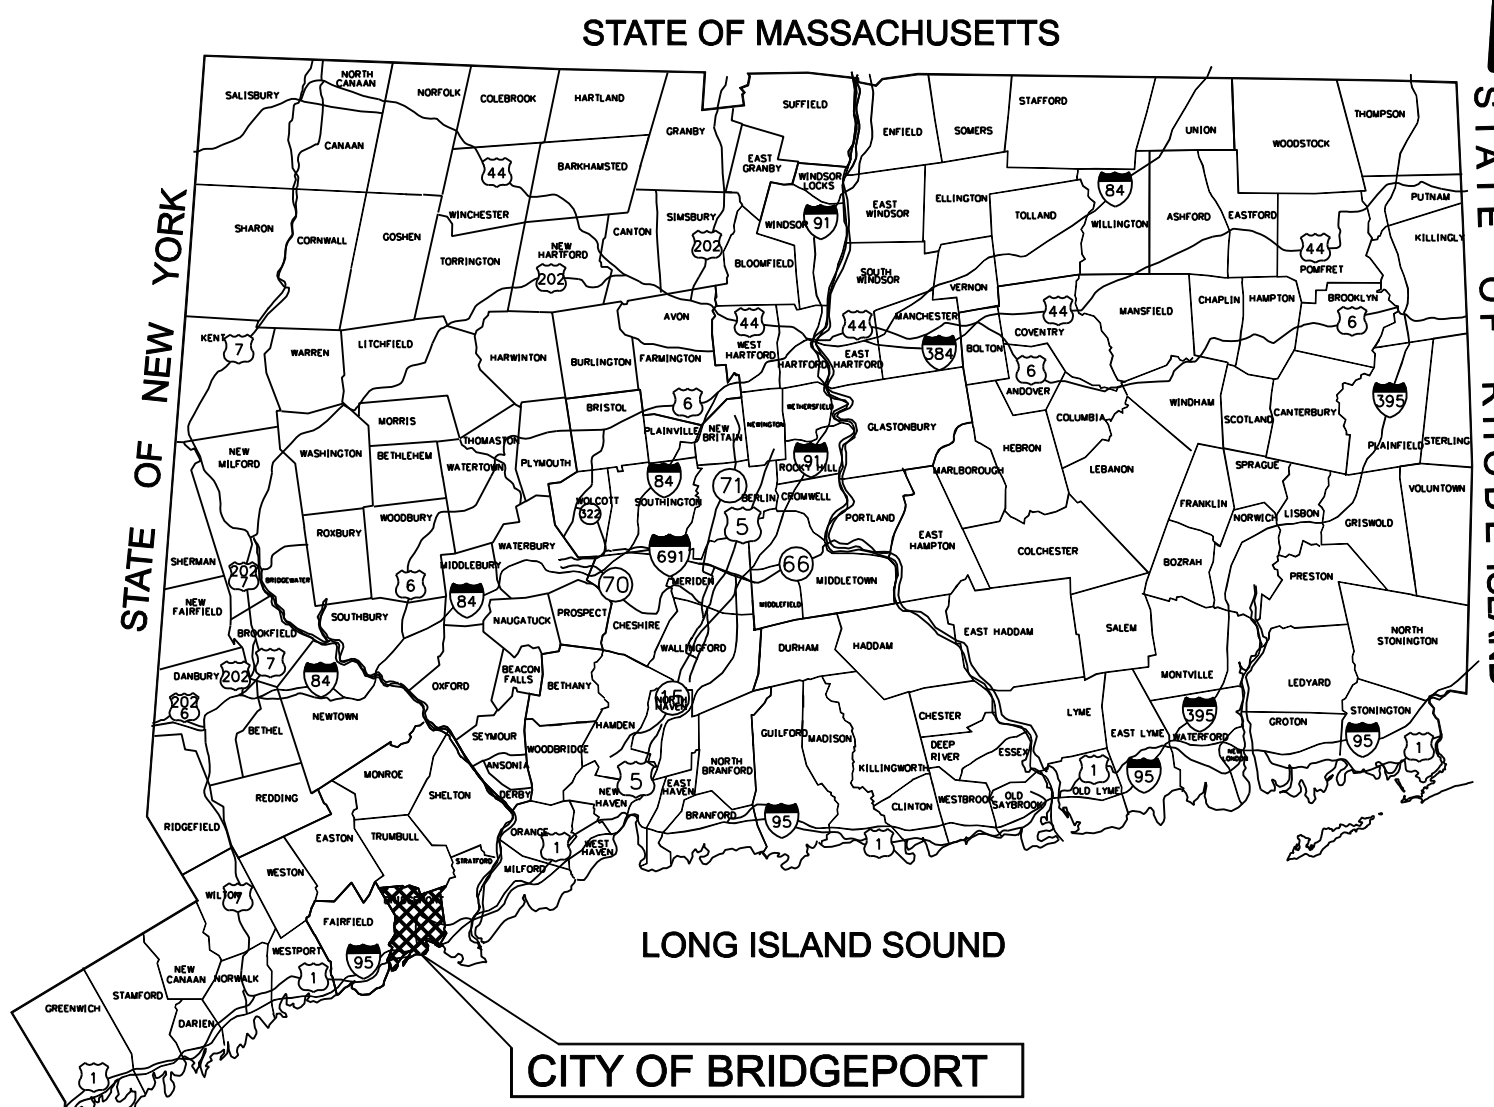 STATE OF MASSACHUSETTS
STATE OF NEW YORK
STATE OF RHODE ISLAND
SALISBURY
NORTH
CANAAN
NORFOLK
COLEBROOK
HARTLAND
SUFFIELD
STAFFORD
THOMPSON
CANAAN
GRANBY
ENFIELD
SOMERS
UNION
WOODSTOCK
44
BARKHAMSTED
EAST
GRANBY
WINDSOR
LOCKS
84
SHARON
CORNWALL
GOSHEN
WINCHESTER
CANTON
SIMSBURY
202
WINDSOR
91
EAST
WINDSOR
ELLINGTON
TOLLAND
WILLINGTON
ASHFORD
EASTFORD
PUTNAM
KILLINGLY
TORRINGTON
NEW
HARTFORD
202
BLOOMFIELD
SOUTH
WINDSOR
VERNON
44
POMFRET
KENT
7
WARREN
LITCHFIELD
HARWINTON
BURLINGTON
AVON
FARMINGTON
44
WEST
HARTFORD
HARTFORD
44
EAST
HARTFORD
MANCHESTER
384
BOLTON
COVENTRY
44
MANSFIELD
CHAPLIN
HAMPTON
BROOKLYN
6
6
ANDOVER
NEW
MILFORD
WASHINGTON
MORRIS
BETHLEHEM
THOMASTON
WATERTOWN
PLYMOUTH
BRISTOL
6
PLAINVILLE
NEW
BRITAIN
NEWINGTON
WETHERSFIELD
GLASTONBURY
91
ROCKY HILL
MARLBOROUGH
HEBRON
COLUMBIA
LEBANON
WINDHAM
SCOTLAND
CANTERBURY
395
PLAINFIELD
STERLING
SPRAGUE
VOLUNTOWN
ROXBURY
WOODBURY
WOLCOTT
322
84
SOUTHINGTON
71
BERLIN
CROMWELL
5
PORTLAND
EAST
HAMPTON
COLCHESTER
FRANKLIN
NORWICH
LISBON
GRISWOLD
SHERMAN
202
7
BRIDGEWATER
6
MIDDLEBURY
84
WATERBURY
691
70
MERIDEN
66
MIDDLETOWN
MIDDLEFIELD
BOZRAH
PRESTON
NEW
FAIRFIELD
BROOKFIELD
SOUTHBURY
NAUGATUCK
PROSPECT
CHESHIRE
WALLINGFORD
DURHAM
HADDAM
EAST HADDAM
SALEM
NORTH
STONINGTON
DANBURY
202
7
84
202
6
BETHEL
NEWTOWN
OXFORD
BEACON
FALLS
BETHANY
15
NORTH
HAVEN
MONTVILLE
LEDYARD
SEYMOUR
WOODBRIDGE
HAMDEN
GUILFORD
MADISON
CHESTER
LYME
EAST LYME
395
WATERFORD
NEW
LONDON
GROTON
STONINGTON
95
1
REDDING
MONROE
ANSONIA
DERBY
SHELTON
NEW
HAVEN
5
EAST
HAVEN
NORTH
BRANFORD
KILLINGWORTH
DEEP
RIVER
ESSEX
1
OLD LYME
95
RIDGEFIELD
EASTON
TRUMBULL
STRATFORD
ORANGE
1
WEST
HAVEN
MILFORD
BRANFORD
95
1
CLINTON
WESTBROOK
OLD
SAYBROOK
WESTON
WILTON
7
FAIRFIELD
LONG ISLAND SOUND
GREENWICH
STAMFORD
NEW
CANAAN
NORWALK
WESTPORT
1
95
DARIEN
1
CITY OF BRIDGEPORT